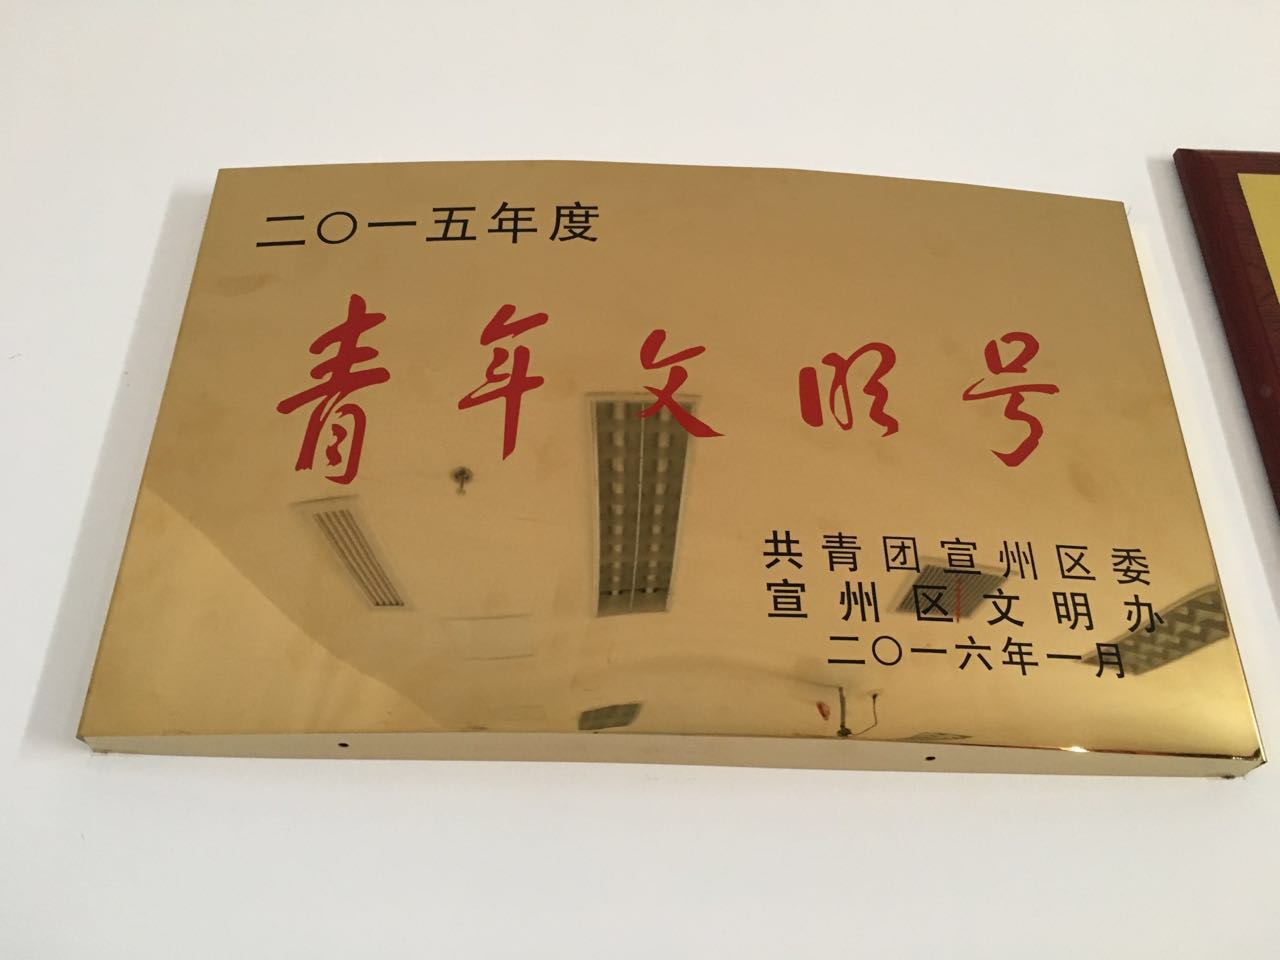 二〇一五年度
青年文明号
共青团宣州区委
宣州区文明办
二〇一六年一月